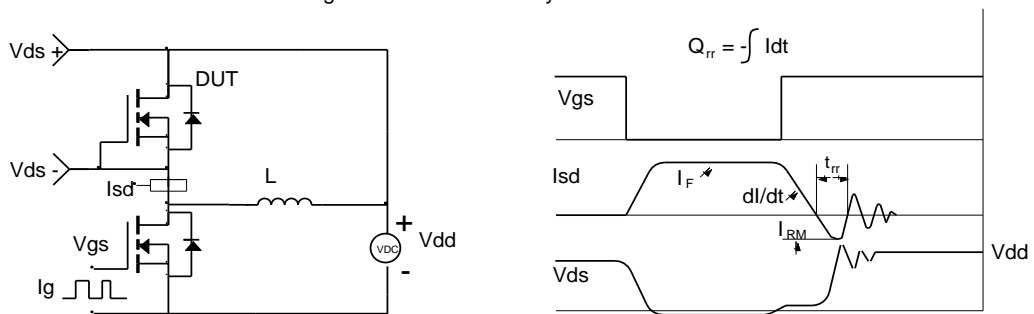 Vds +
DUT
Vds -
Isd
L
+
Vgs
VDC
Vdd
-
Ig
Qrr = -∫ Idt
Vgs
trr
Isd
IF
dI/dt
IRM
Vdd
Vds